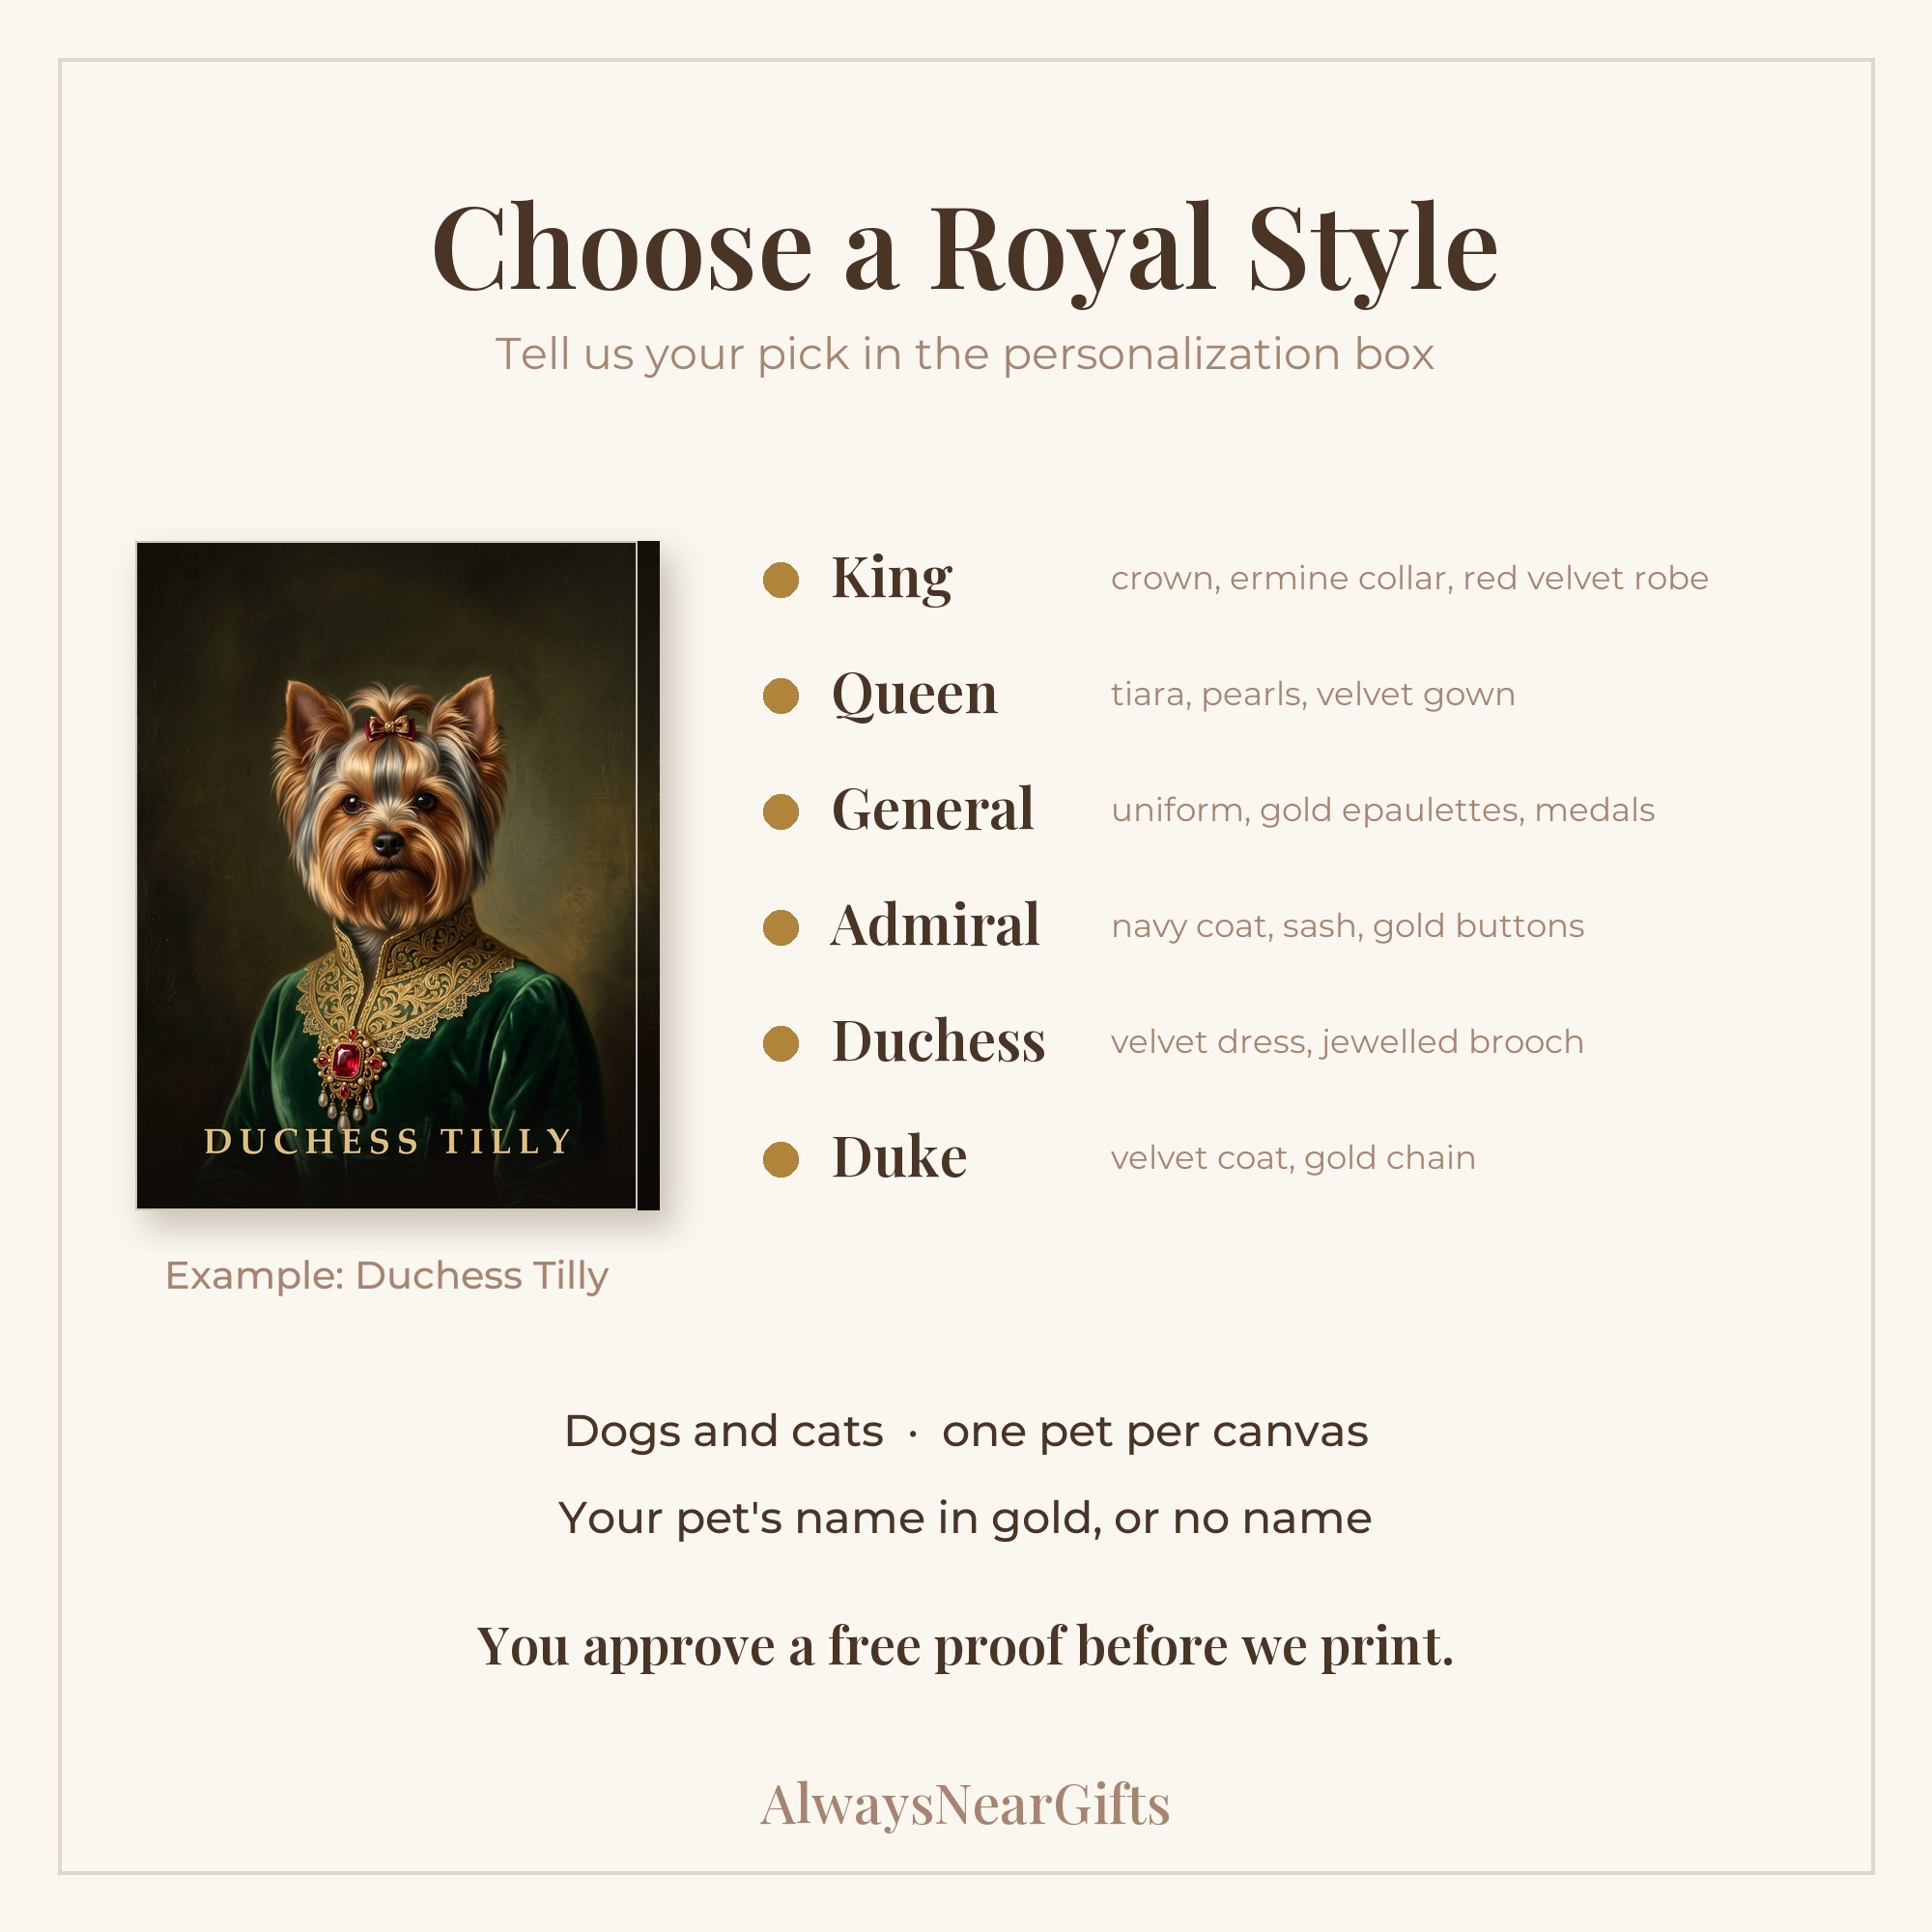 Choose a Royal Style
Tell us your pick in the personalization box
King crown, ermine collar, red velvet robe
Queen tiara, pearls, velvet gown
General uniform, gold epaulettes, medals
Admiral navy coat, sash, gold buttons
Duchess velvet dress, jewelled brooch
Duke velvet coat, gold chain
DUCHESS TILLY
Example: Duchess Tilly
Dogs and cats · one pet per canvas
Your pet's name in gold, or no name
You approve a free proof before we print.
AlwaysNearGifts